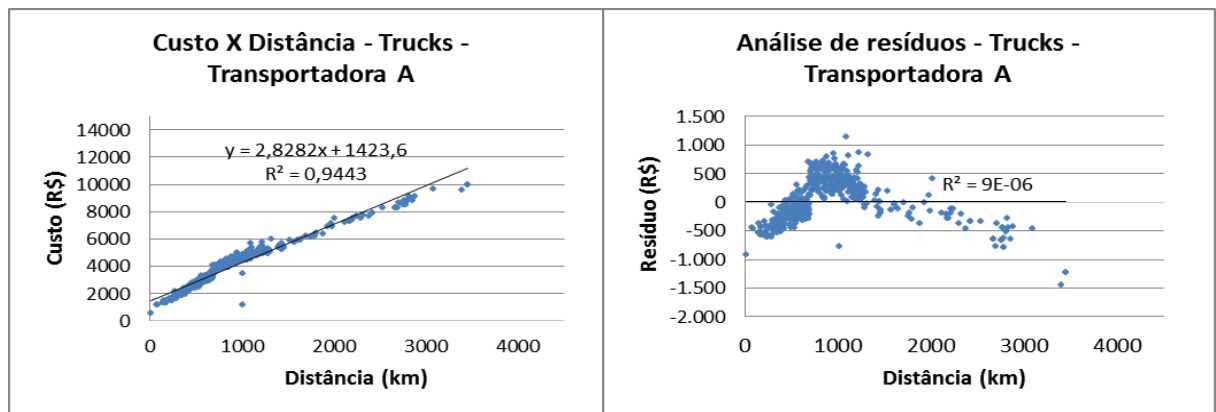 Custo X Distância - Trucks -
Transportadora A
14000
12000
10000
8000
6000
4000
2000
0
Custo (R$)
y = 2,8282x + 1423,6
R² = 0,9443
0 1000 2000 3000 4000
Distância (km)
Análise de resíduos - Trucks -
Transportadora A
1.500
1.000
500
0
-500
-1.000
-1.500
-2.000
Resíduo (R$)
R² = 9E-06
0 1000 2000 3000 4000
Distância (km)